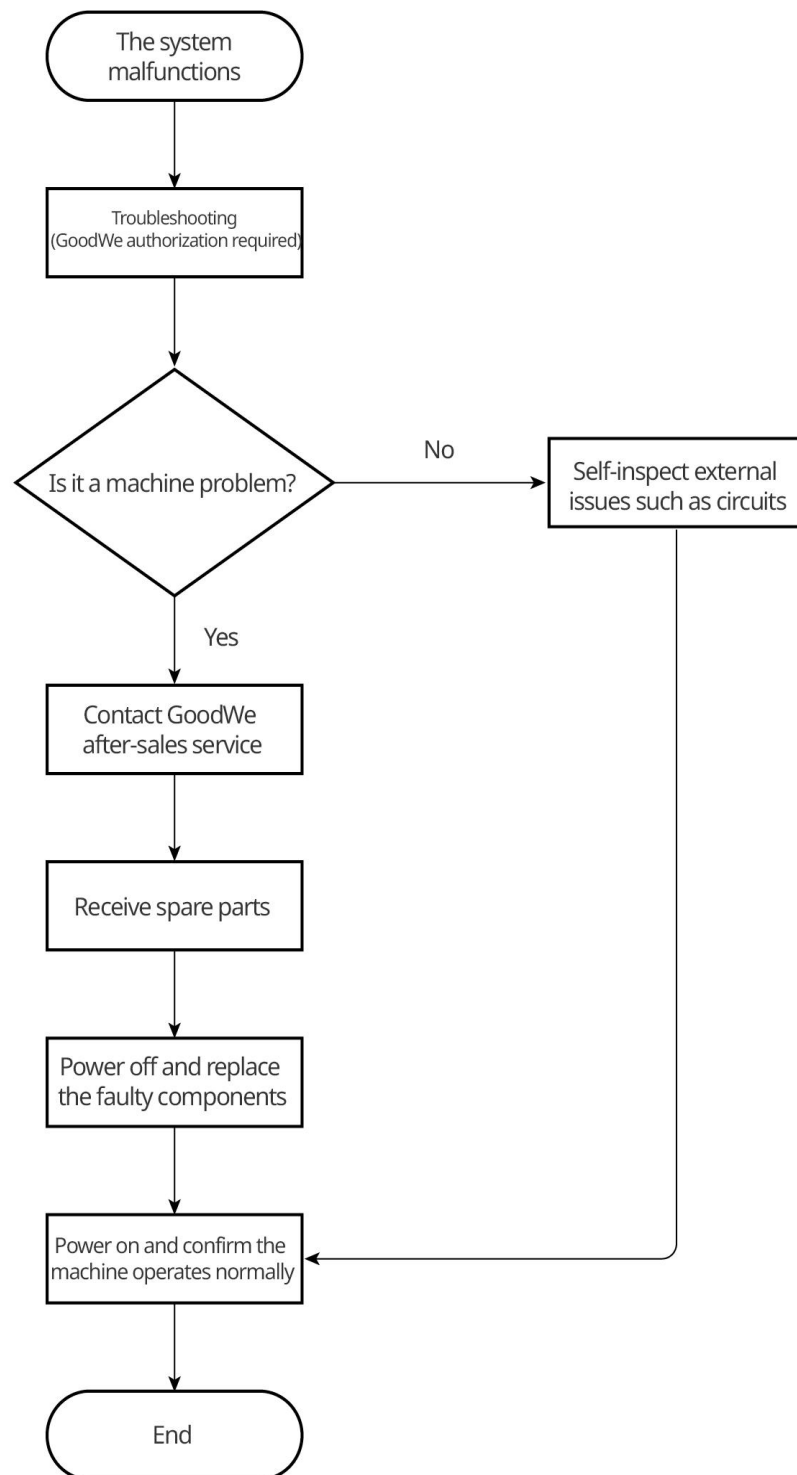 The system
malfunctions
Troubleshooting
(GoodWe authorization required)
Is it a machine problem?
No
Self-inspect external
issues such as circuits
Yes
Contact GoodWe
after-sales service
Receive spare parts
Power off and replace
the faulty components
Power on and confirm the
machine operates normally
End